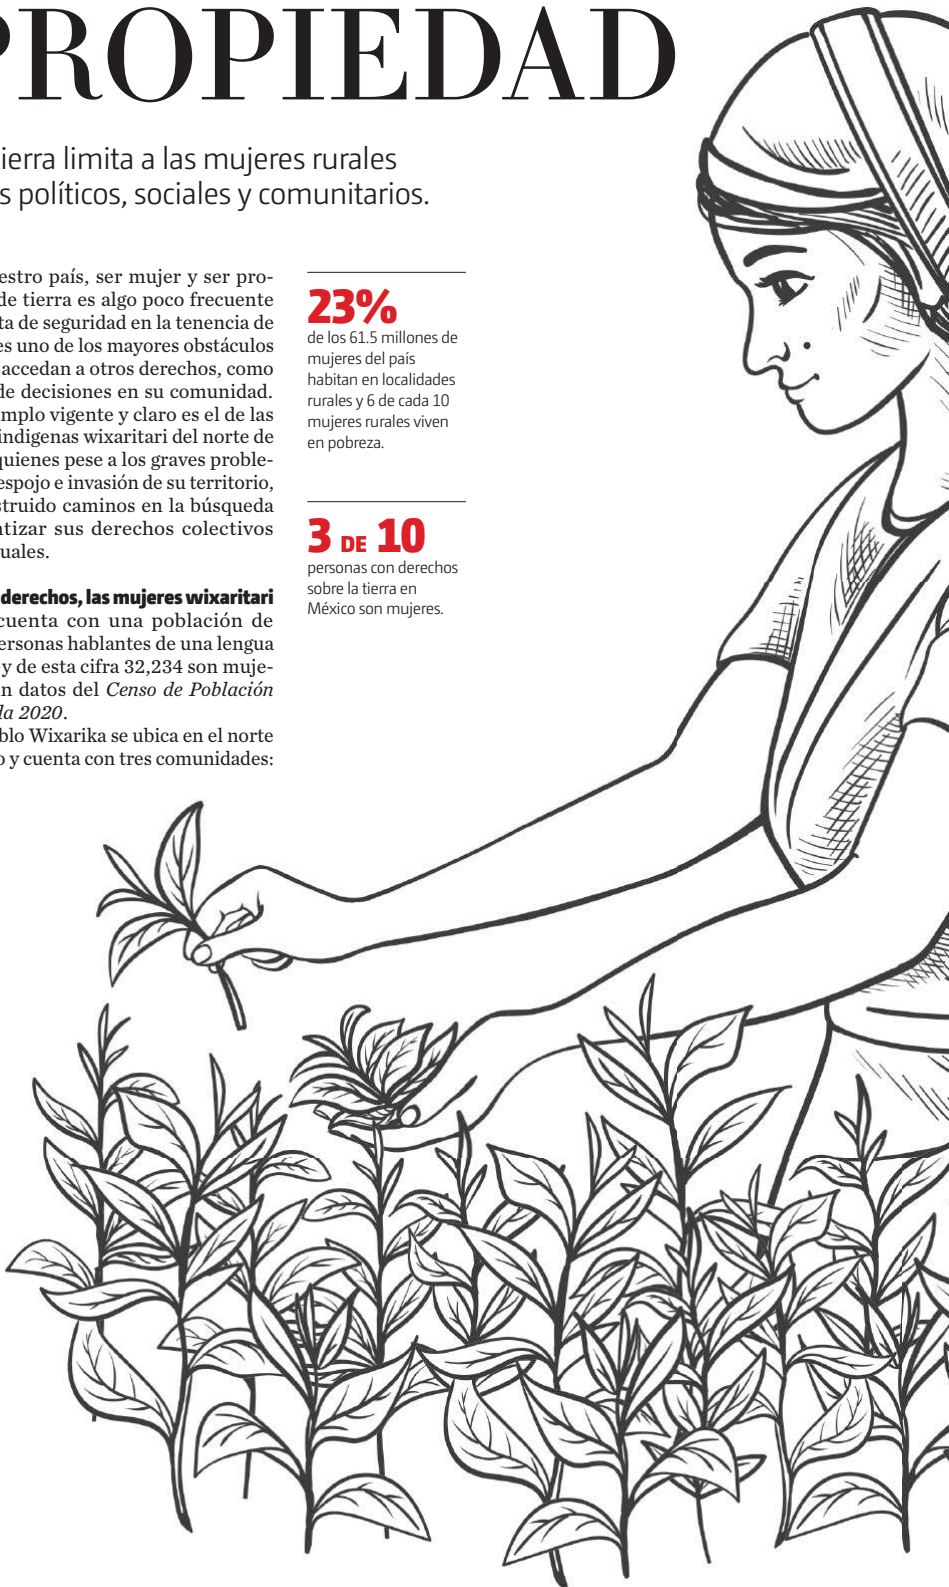 PROPIEDAD
tierra limita a las mujeres rurales
s políticos, sociales y comunitarios.
estro país, ser mujer y ser pro-
de tierra es algo poco frecuente
ta de seguridad en la tenencia de
es uno de los mayores obstáculos
accedan a otros derechos, como
de decisiones en su comunidad.
mplo vigente y claro es el de las
indigenas wixaritari del norte de
quienes pese a los graves proble-
espojo e invasión de su territorio,
struido caminos en la búsqueda
ntizar sus derechos colectivos
uales.
derechos, las mujeres wixaritari
cuenta con una población de
ersonas hablantes de una lengua
y de esta cifra 32,234 son muje-
n datos del Censo de Población
da 2020.
blo Wixarika se ubica en el norte
o y cuenta con tres comunidades:
23%
de los 61.5 millones de
mujeres del país
habitan en localidades
rurales y 6 de cada 10
mujeres rurales viven
en pobreza.
3 DE 10
personas con derechos
sobre la tierra en
México son mujeres.